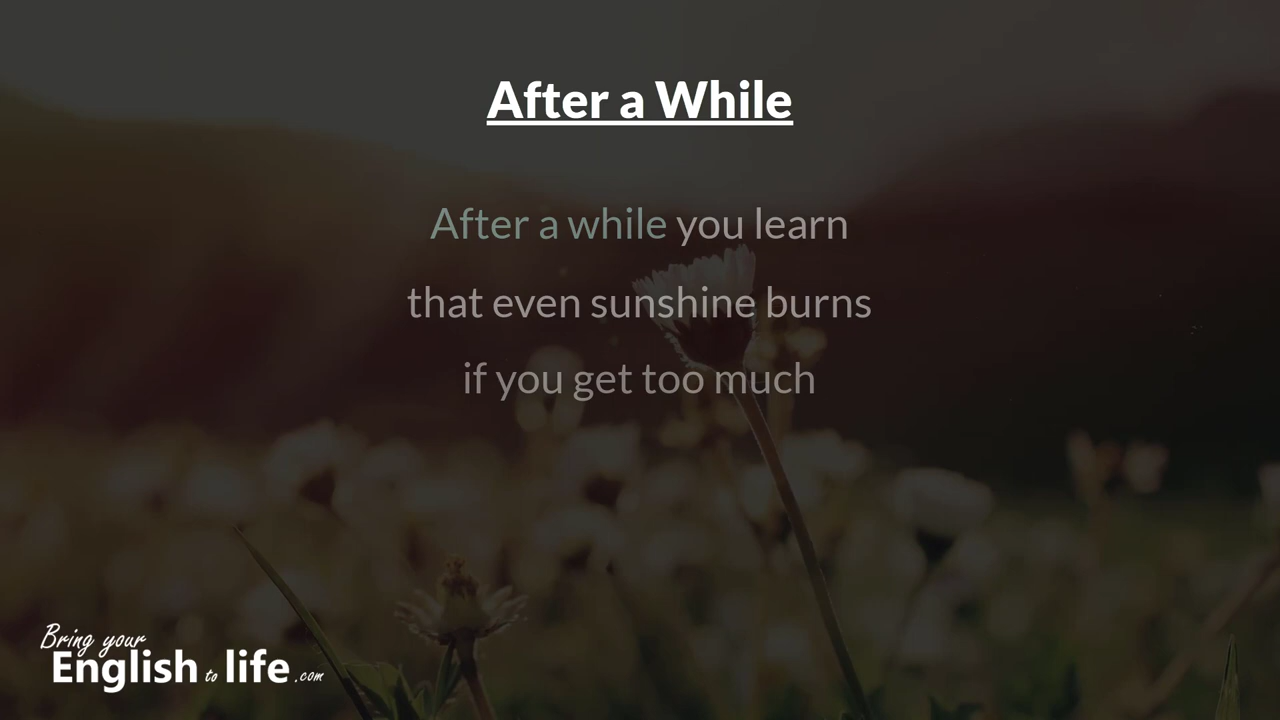 After a While
After a while you learn
that even sunshine burns
if you get too much
Bring your
English to life .com